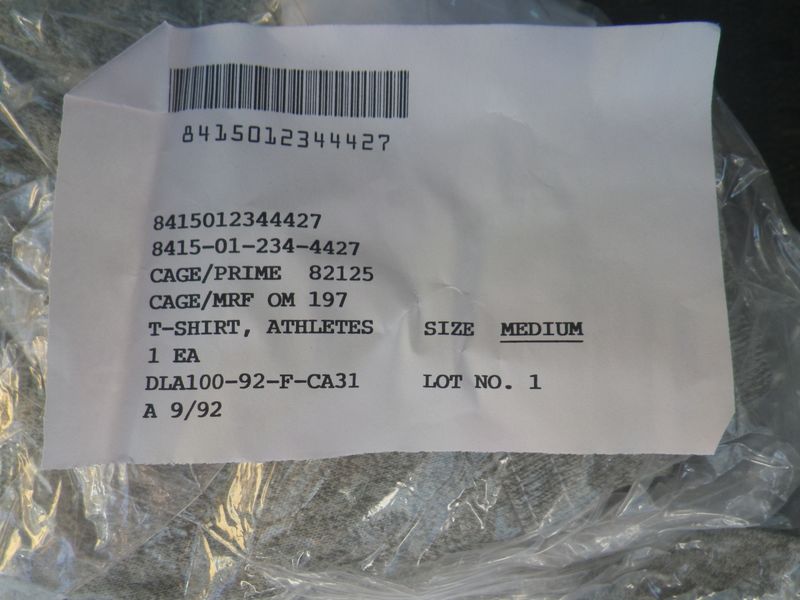 8415012344427
8415012344427
8415-01-234-4427
CAGE/PRIME 82125
CAGE/MRF OM 197
T-SHIRT, ATHLETES SIZE MEDIUM
1 EA
DLA100-92-F-CA31 LOT NO. 1
A 9/92